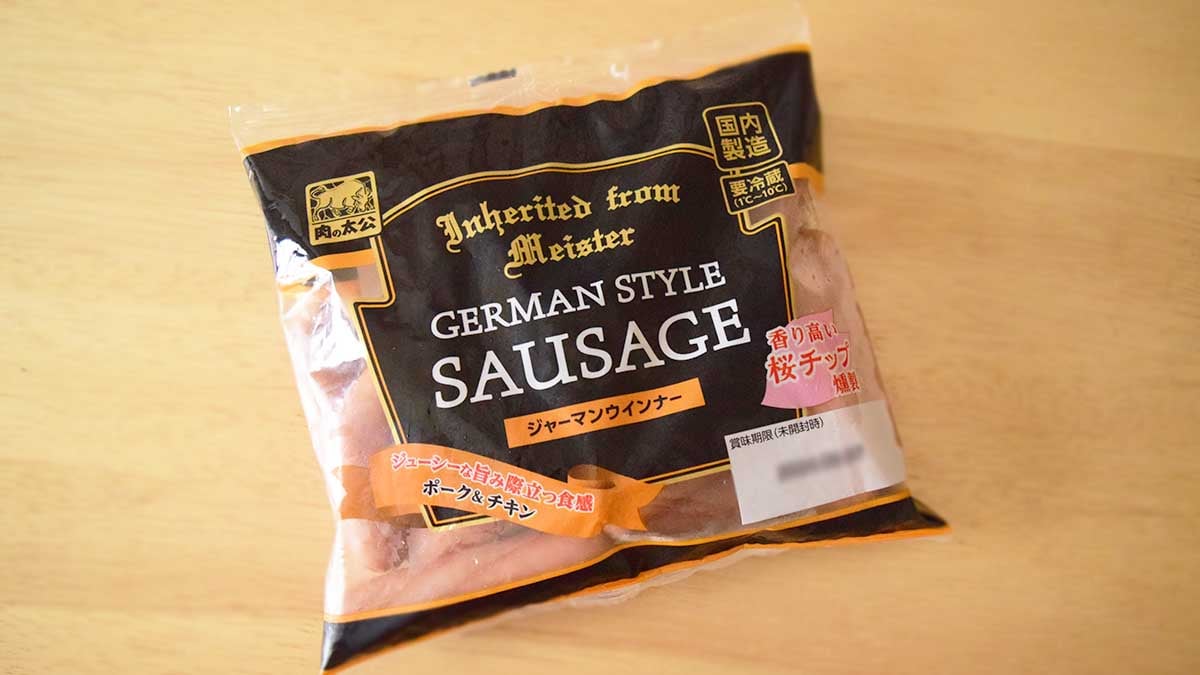 国内
製造
要冷蔵
(1℃~10℃)
肉の太公
Inherited from
Meister
GERMAN STYLE
SAUSAGE
ジャーマンウインナー
香り高い
桜チップ
燻製
賞味期限(未開封時)
ジューシーな旨み際立つ食感
ポーク&チキン